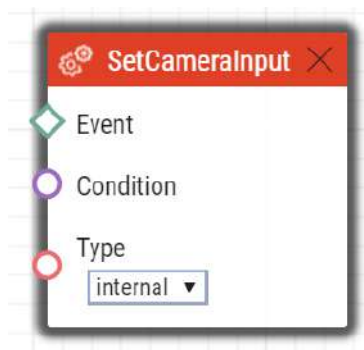 SetCameraInput
Event
Condition
Type
internal